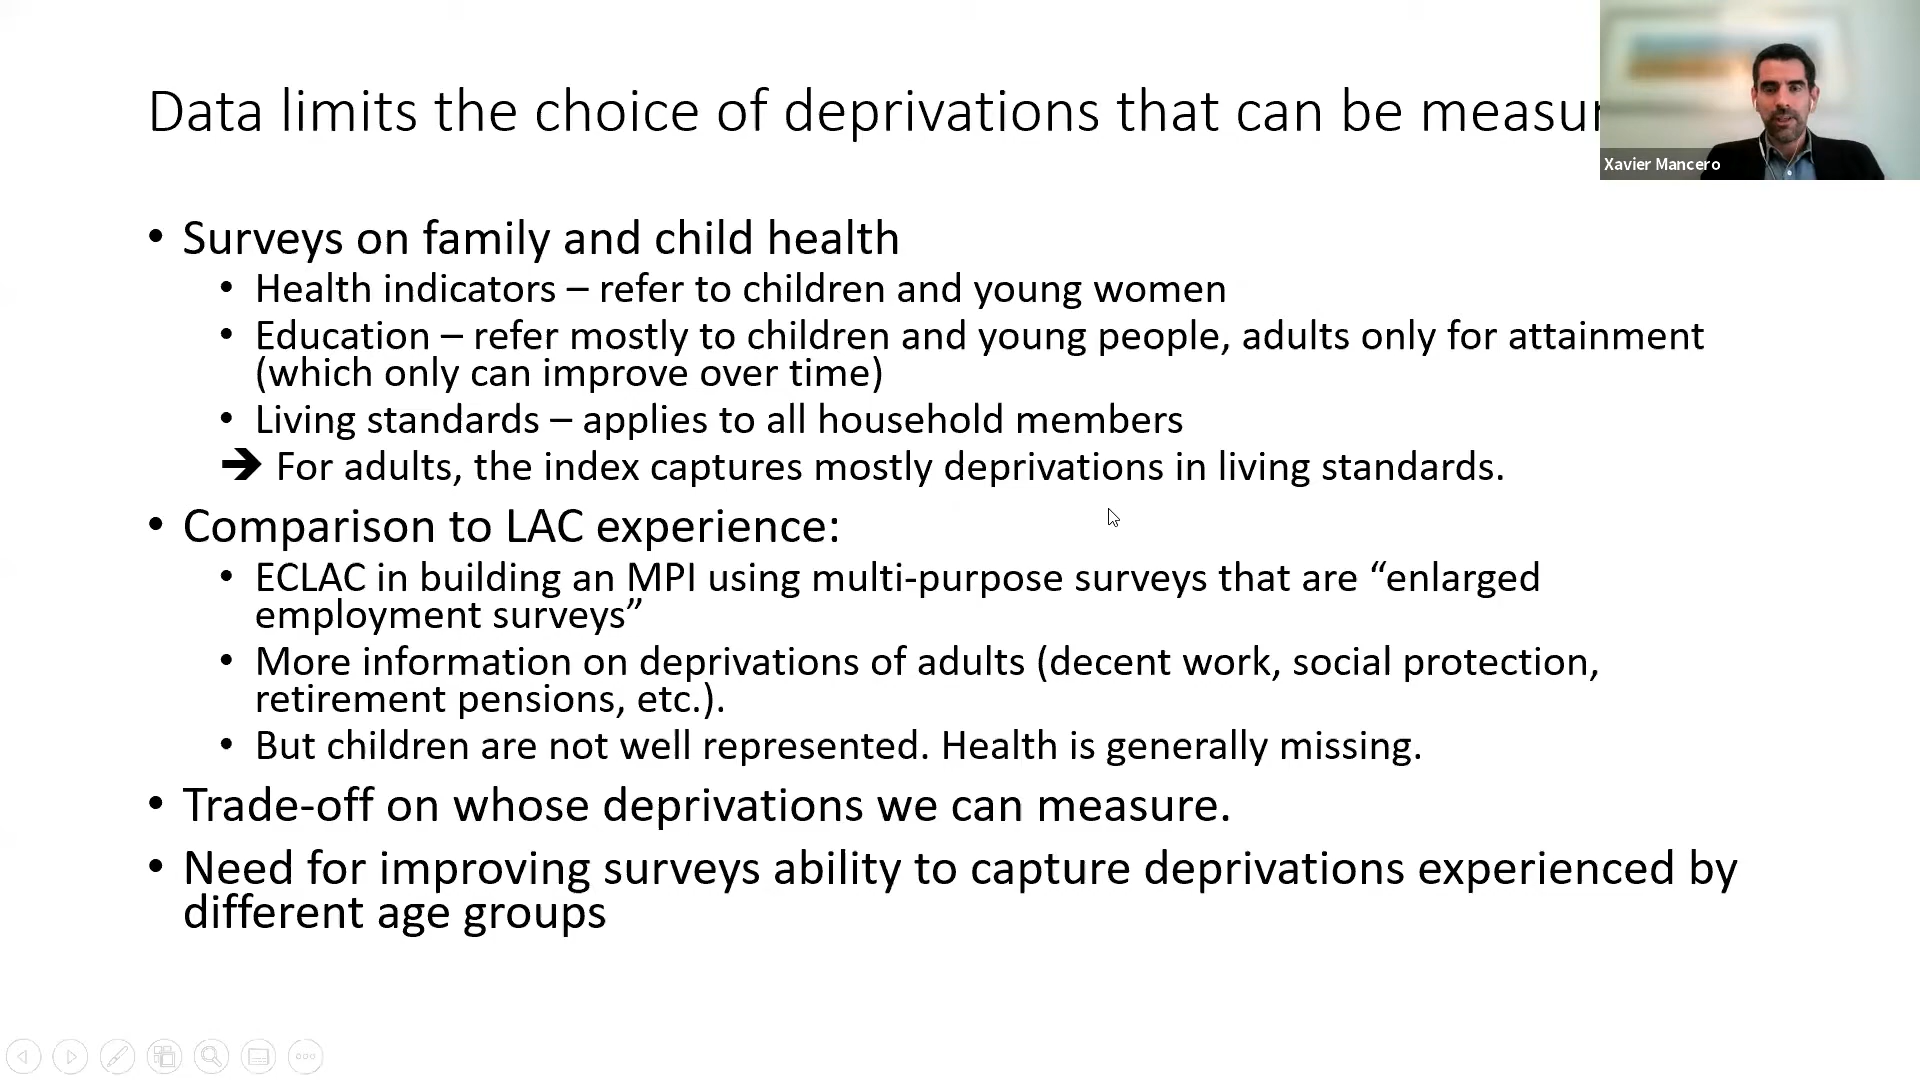 Data limits the choice of deprivations that can be measur
Xavier Mancero
• Surveys on family and child health
• Health indicators – refer to children and young women
• Education – refer mostly to children and young people, adults only for attainment
(which only can improve over time)
• Living standards – applies to all household members
➔ For adults, the index captures mostly deprivations in living standards.
• Comparison to LAC experience:
• ECLAC in building an MPI using multi-purpose surveys that are “enlarged
employment surveys”
• More information on deprivations of adults (decent work, social protection,
retirement pensions, etc.).
• But children are not well represented. Health is generally missing.
• Trade-off on whose deprivations we can measure.
• Need for improving surveys ability to capture deprivations experienced by
different age groups